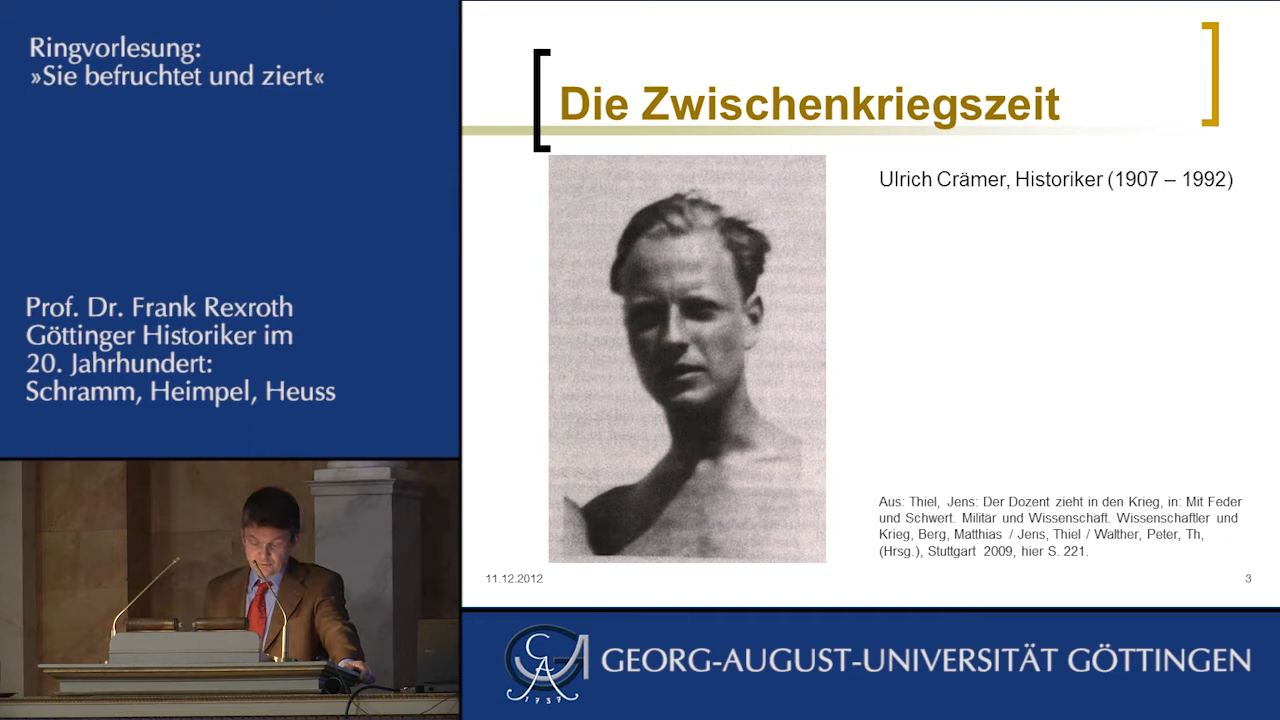 Ringvorlesung:
»Sie befruchtet und ziert«
Prof. Dr. Frank Rexroth
Göttinger Historiker im
20. Jahrhundert:
Schramm, Heimpel, Heuss
Die Zwischenkriegszeit
Ulrich Crämer, Historiker (1907 – 1992)
Aus: Thiel, Jens: Der Dozent zieht in den Krieg, in: Mit Feder
und Schwert. Militär und Wissenschaft. Wissenschaftler und
Krieg, Berg, Matthias / Jens, Thiel / Walther, Peter, Th,
(Hrsg.), Stuttgart 2009, hier S. 221.
11.12.2012
3
GAU
1737
GEORG-AUGUST-UNIVERSITÄT GÖTTINGEN